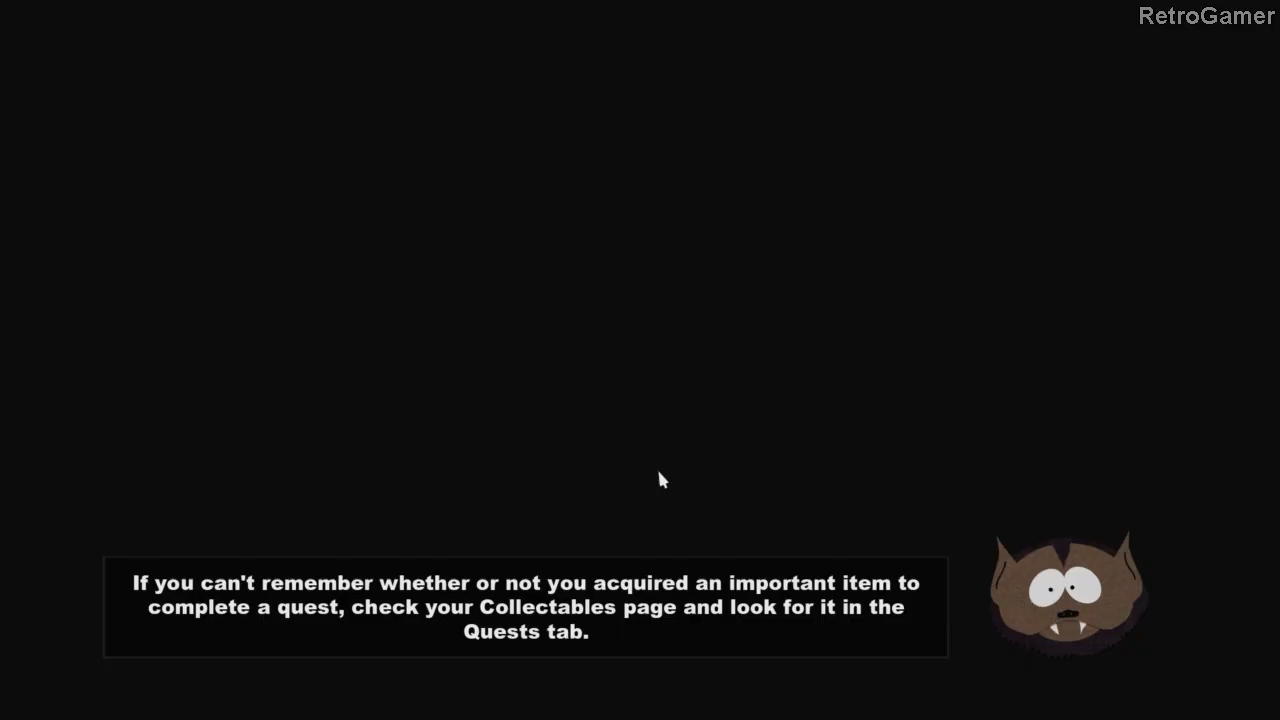 RetroGamer
If you can't remember whether or not you acquired an important item to
complete a quest, check your Collectables page and look for it in the
Quests tab.